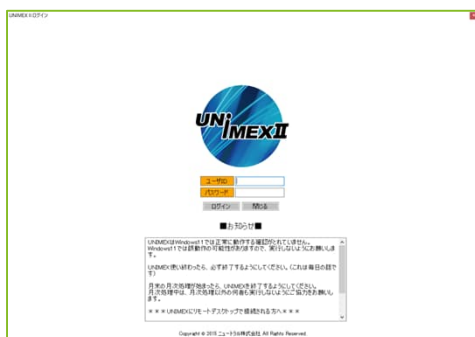 UNIMEX IIログイン
UNiMEXⅡ
ユーザID
パスワード
ログイン 閉じる
■お知らせ■
UNIMEXはWindows11では正常に動作する確認がとれていません。
Windows11では誤動作の可能性がありますので、実行しないようにお願いしま
す。
UNIMEX使い終わったら、必ず終了するようにしてください。(これは毎日の話で
す)
月末の月次処理が始まったら、UNIMEXを終了するようにしてください。
月次処理中は、月次処理以外の何者も実行しないようにご協力をお願いし
ます。
＊＊＊UNIMEXにリモートデスクトップで接続される方へ＊＊＊
Copyright © 2015 ニュートラル株式会社 All Rights Reserved.